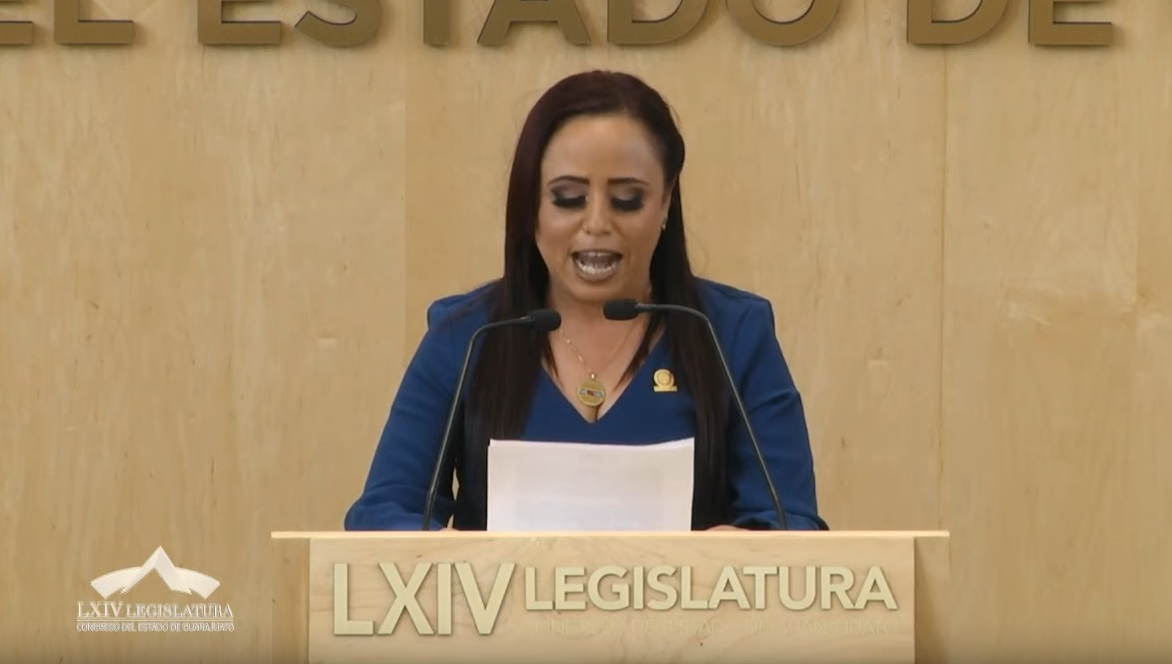 EL ESTADO DE
LXIV LEGISLATURA
LXIV LEGISLATURA
CONGRESO DEL ESTADO DE GUANAJUATO